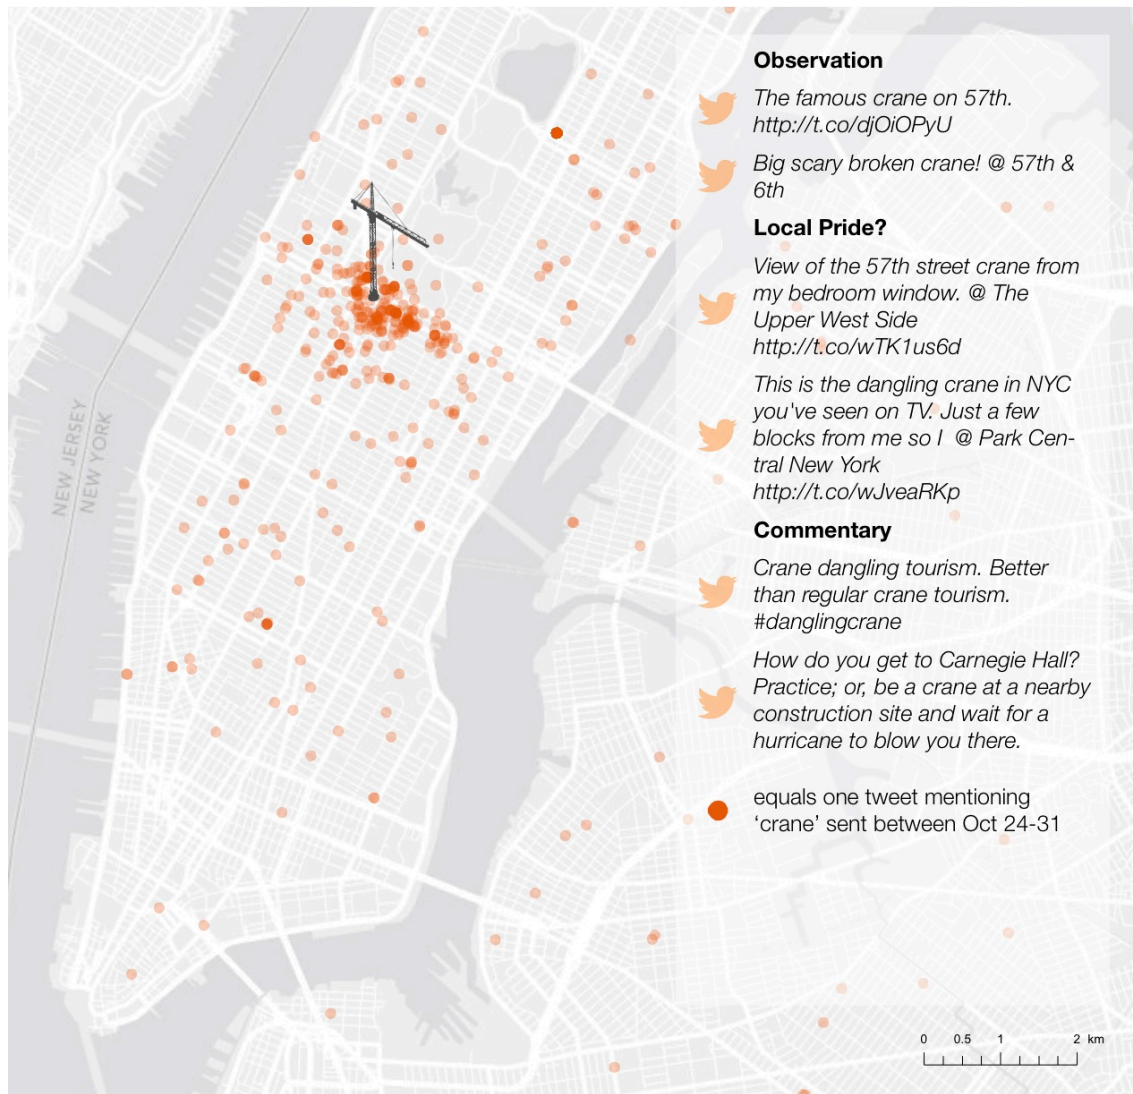 Observation
The famous crane on 57th.
http://t.co/djOiOPyU
Big scary broken crane! @ 57th &
6th
Local Pride?
View of the 57th street crane from
my bedroom window. @ The
Upper West Side
http://t.co/wTK1us6d
This is the dangling crane in NYC
you've seen on TV. Just a few
blocks from me so I  @ Park Cen-
tral New York
http://t.co/wJveaRKp
Commentary
Crane dangling tourism. Better
than regular crane tourism.
#danglingcrane
How do you get to Carnegie Hall?
Practice; or, be a crane at a nearby
construction site and wait for a
hurricane to blow you there.
equals one tweet mentioning
‘crane’ sent between Oct 24-31
NEW JERSEY
NEW YORK
0 0.5 1 2 km